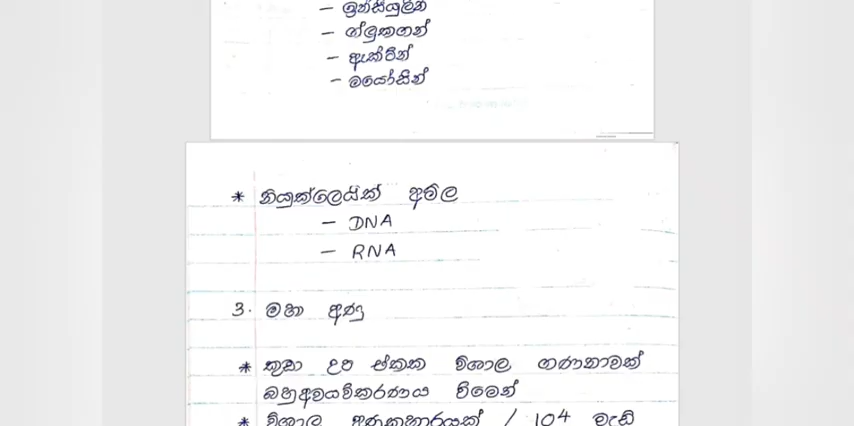 – ඉන්සියුලින්
– ග්ලූකගන්
– ඇක්ටින්
– මයෝසින්
* නියුක්ලෙයික් අම්ල
– DNA
– RNA
3. මහා අණු
* කුඩා උප ඒකක විශාල ගණනාවක්
බහුඅවයවිකරණය වීමෙන්
* විශාල අණුකභාරයක් / 104 වැඩි